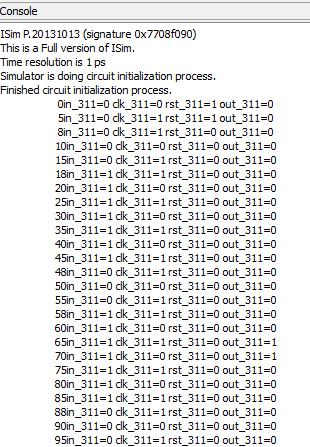 Console
ISim P.20131013 (signature 0x7708f090)
This is a Full version of ISim.
Time resolution is 1 ps
Simulator is doing circuit initialization process.
Finished circuit initialization process.
0in_311=0 clk_311=0 rst_311=1 out_311=0
5in_311=0 clk_311=1 rst_311=1 out_311=0
8in_311=0 clk_311=1 rst_311=0 out_311=0
10in_311=0 clk_311=0 rst_311=0 out_311=0
15in_311=0 clk_311=1 rst_311=0 out_311=0
18in_311=1 clk_311=1 rst_311=0 out_311=0
20in_311=1 clk_311=0 rst_311=0 out_311=0
25in_311=1 clk_311=1 rst_311=0 out_311=0
30in_311=1 clk_311=0 rst_311=0 out_311=0
35in_311=1 clk_311=1 rst_311=0 out_311=0
40in_311=1 clk_311=0 rst_311=0 out_311=0
45in_311=1 clk_311=1 rst_311=0 out_311=0
48in_311=0 clk_311=1 rst_311=0 out_311=0
50in_311=0 clk_311=0 rst_311=0 out_311=0
55in_311=0 clk_311=1 rst_311=0 out_311=0
58in_311=1 clk_311=1 rst_311=0 out_311=0
60in_311=1 clk_311=0 rst_311=0 out_311=0
65in_311=1 clk_311=1 rst_311=0 out_311=1
70in_311=1 clk_311=0 rst_311=0 out_311=1
75in_311=1 clk_311=1 rst_311=0 out_311=0
80in_311=1 clk_311=0 rst_311=0 out_311=0
85in_311=1 clk_311=1 rst_311=0 out_311=0
88in_311=0 clk_311=1 rst_311=0 out_311=0
90in_311=0 clk_311=0 rst_311=0 out_311=0
95in_311=0 clk_311=1 rst_311=0 out_311=0